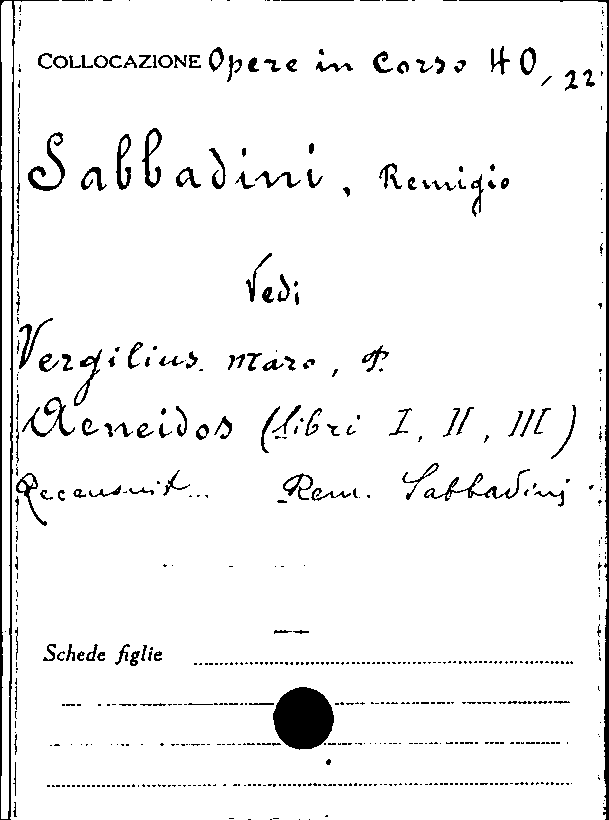 COLLOCAZIONE Opere in Corso 40, 22
Sabbadini, Remigio
Vedi
Vergilius Maro, P.
Aeneidos (libri I, II, III)
Recensuit... Rem. Sabbadini
Schede figlie